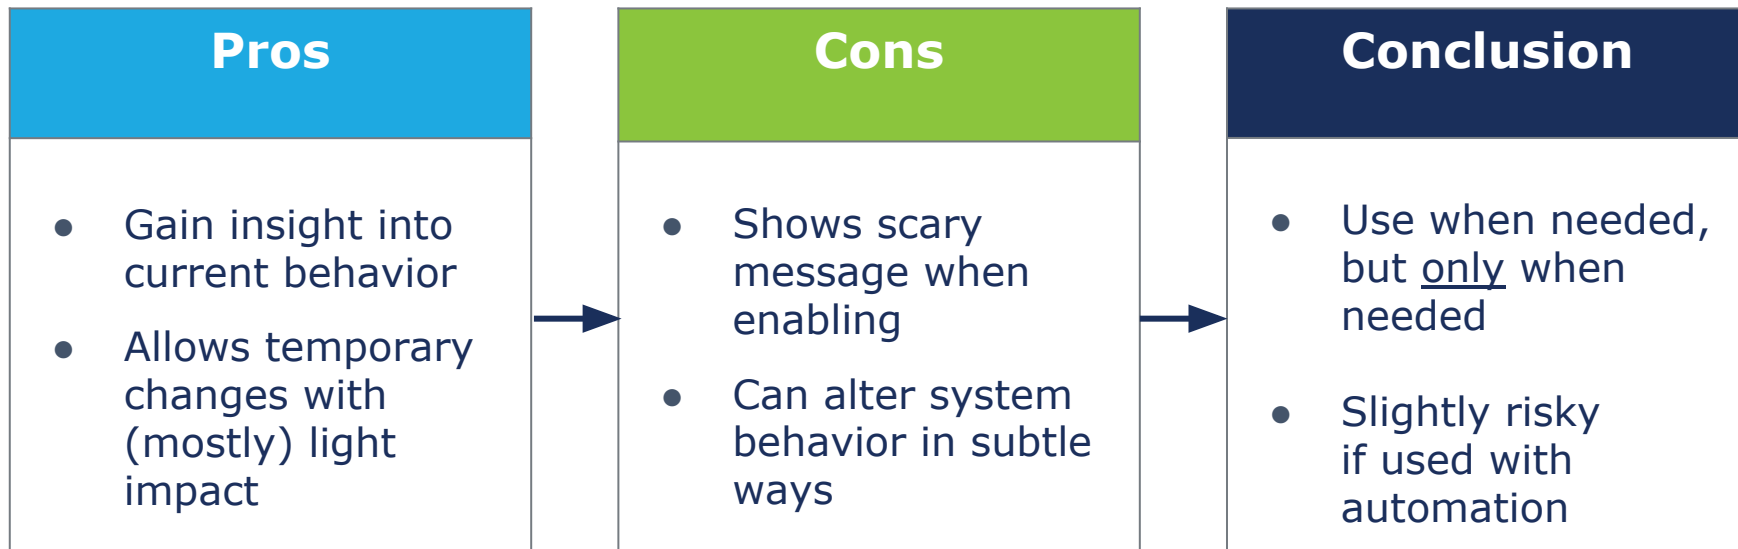 Pros
● Gain insight into
current behavior
● Allows temporary
changes with
(mostly) light
impact
Cons
● Shows scary
message when
enabling
● Can alter system
behavior in subtle
ways
Conclusion
● Use when needed,
but only when
needed
● Slightly risky
if used with
automation